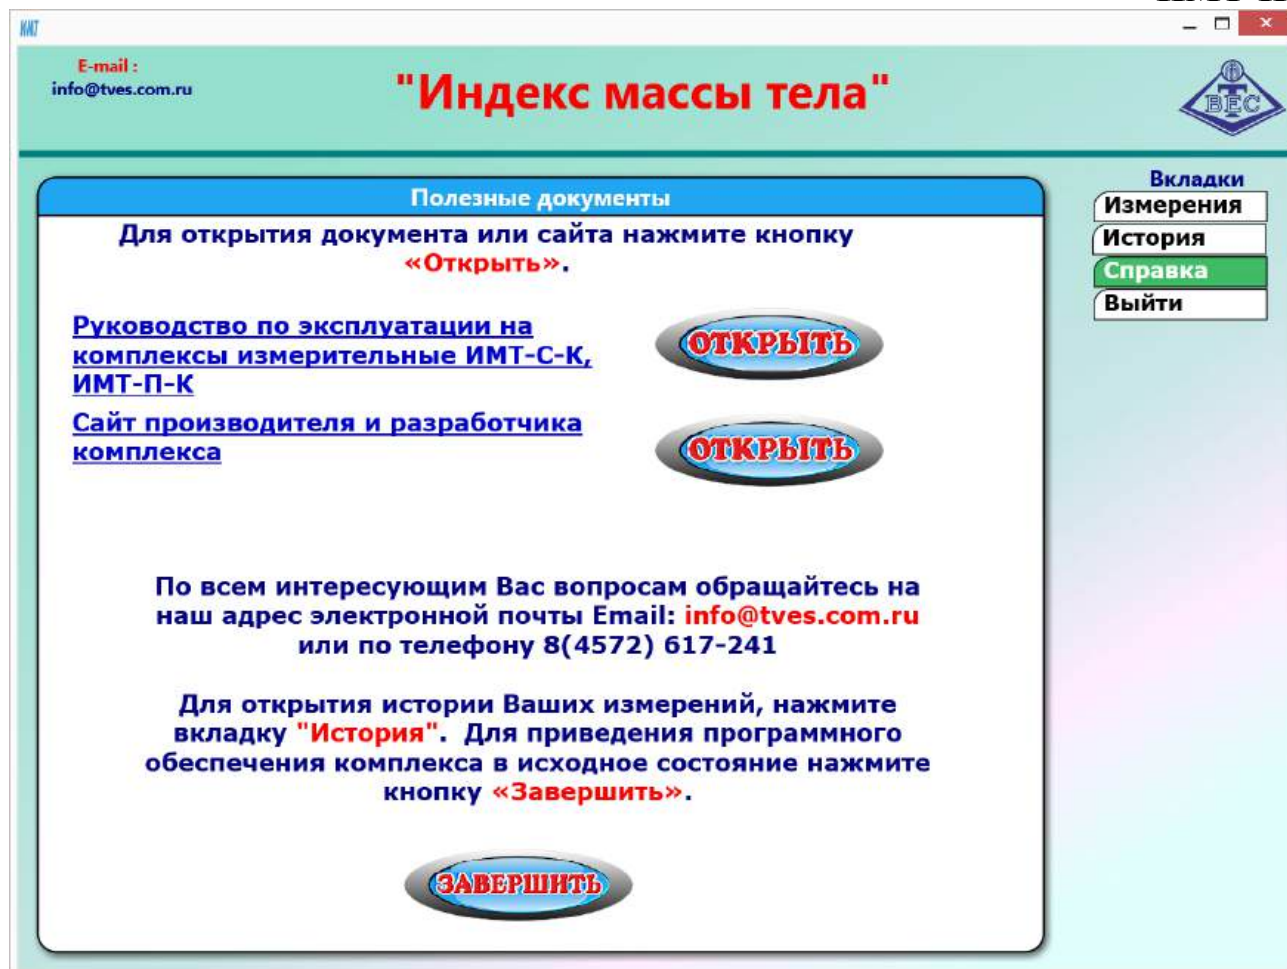 ИМТ
E-mail :
info@tves.com.ru
"Индекс массы тела"
ВЕС
Вкладки
Измерения
История
Справка
Выйти
Полезные документы
Для открытия документа или сайта нажмите кнопку
«Открыть».
Руководство по эксплуатации на
комплексы измерительные ИМТ-С-К,
ИМТ-П-К
ОТКРЫТЬ
Сайт производителя и разработчика
комплекса
ОТКРЫТЬ
По всем интересующим Вас вопросам обращайтесь на
наш адрес электронной почты Email: info@tves.com.ru
или по телефону 8(4572) 617-241
Для открытия истории Ваших измерений, нажмите
вкладку "История". Для приведения программного
обеспечения комплекса в исходное состояние нажмите
кнопку «Завершить».
ЗАВЕРШИТЬ